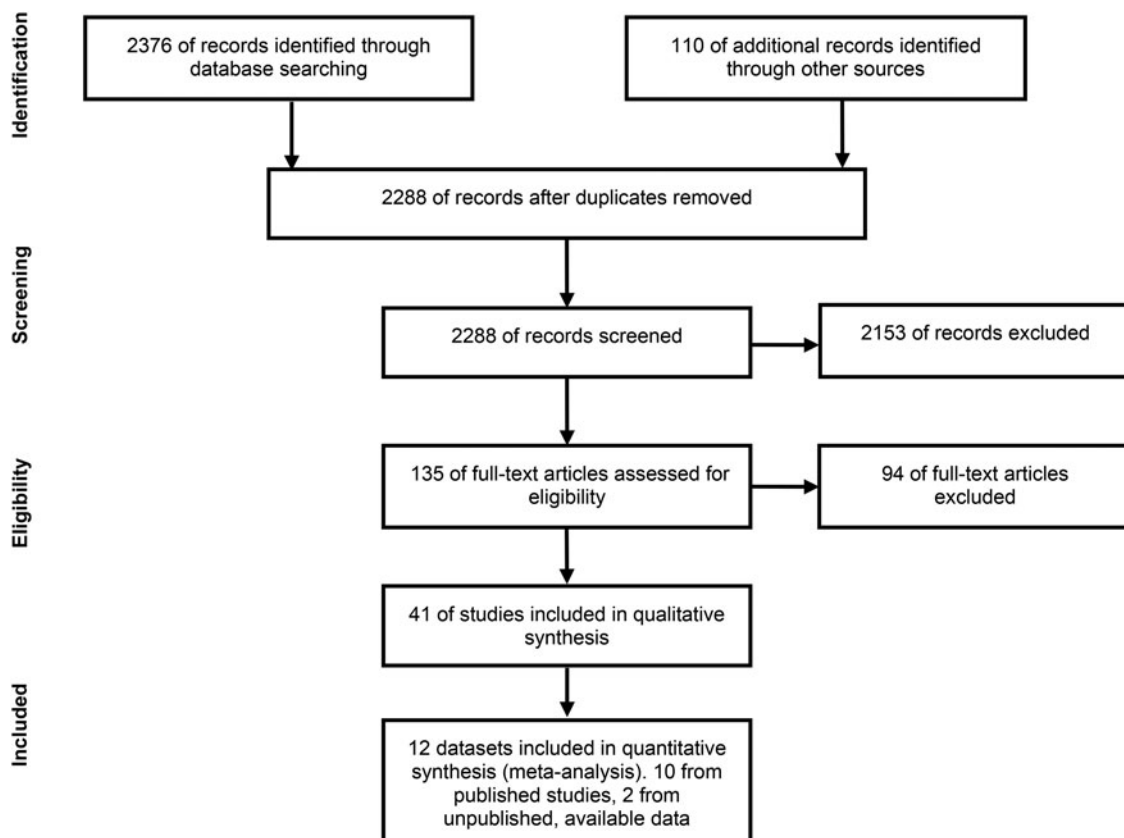 Identification
2376 of records identified through
database searching
110 of additional records identified
through other sources
2288 of records after duplicates removed
Screening
2288 of records screened
2153 of records excluded
Eligibility
135 of full-text articles assessed for
eligibility
94 of full-text articles
excluded
41 of studies included in qualitative
synthesis
Included
12 datasets included in quantitative
synthesis (meta-analysis). 10 from
published studies, 2 from
unpublished, available data